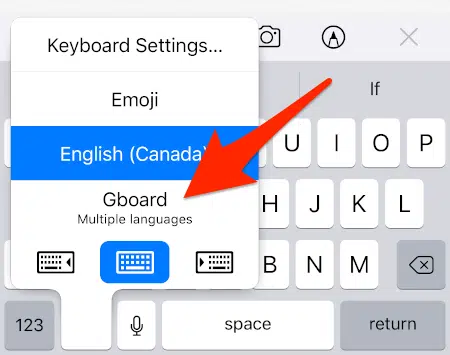 Keyboard Settings...
Emoji
If
English (Canada)
U I O P
Gboard
Multiple languages
H J K L
B N M
123
space
return